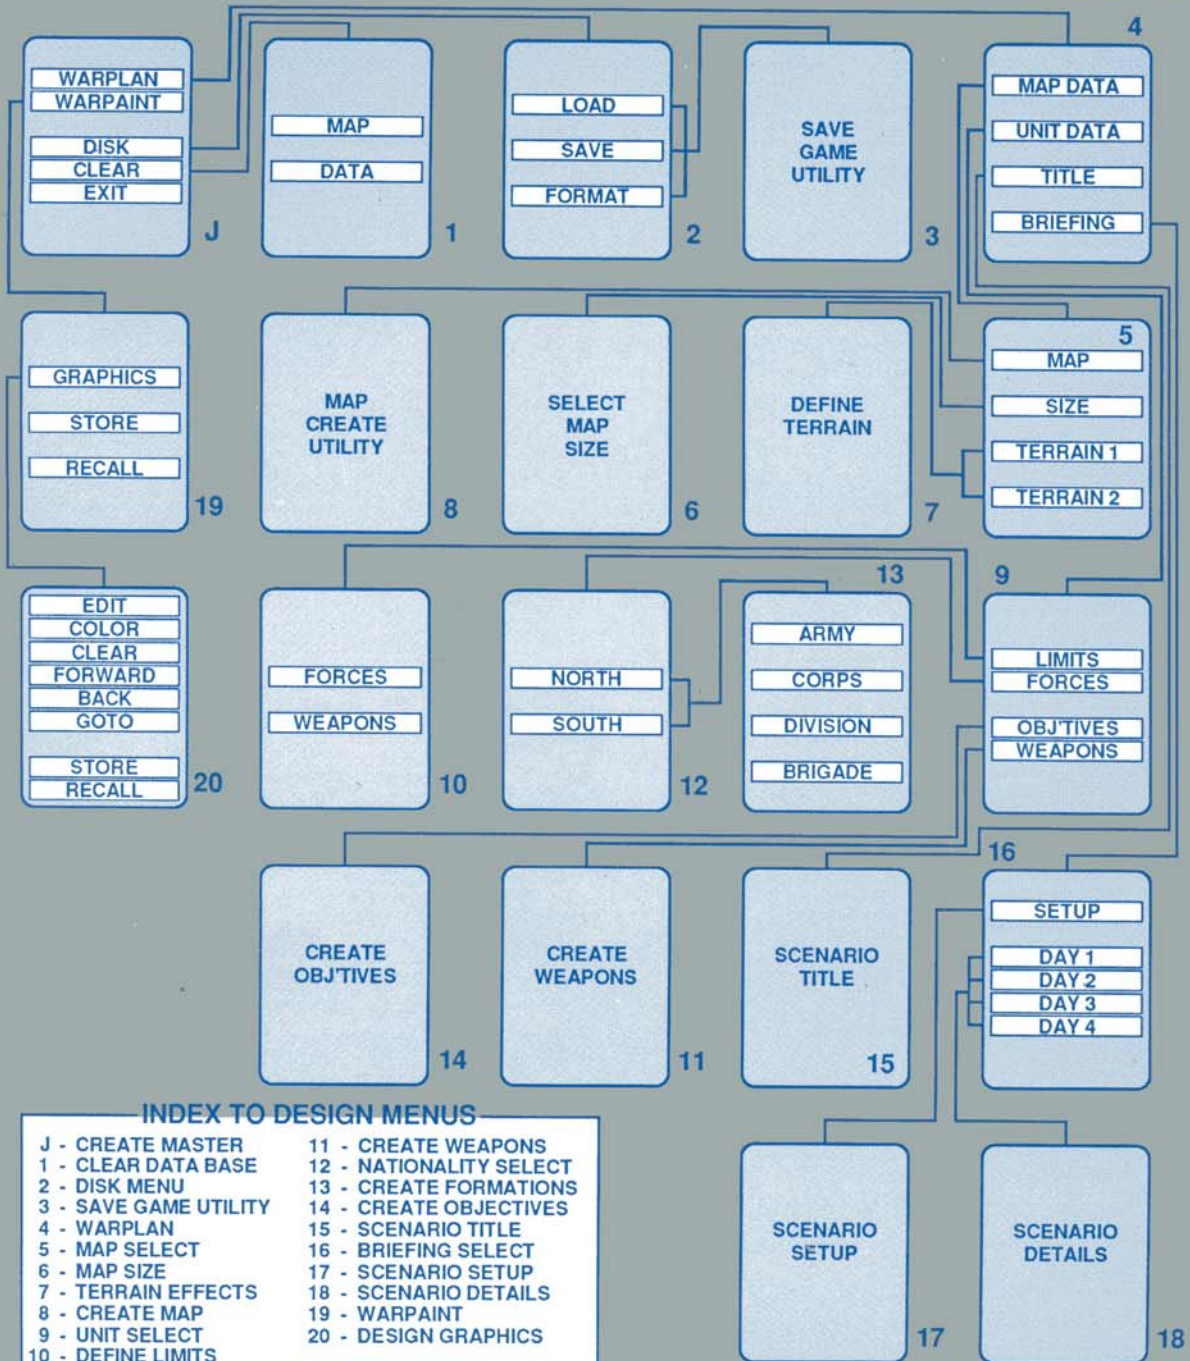 WARPLAN
WARPAINT
DISK
CLEAR
EXIT
J
MAP
DATA
1
LOAD
SAVE
FORMAT
2
SAVE
GAME
UTILITY
3
4
MAP DATA
UNIT DATA
TITLE
BRIEFING
GRAPHICS
STORE
RECALL
19
MAP
CREATE
UTILITY
8
SELECT
MAP
SIZE
6
DEFINE
TERRAIN
7
5
MAP
SIZE
TERRAIN 1
TERRAIN 2
EDIT
COLOR
CLEAR
FORWARD
BACK
GOTO
STORE
RECALL
20
FORCES
WEAPONS
10
NORTH
SOUTH
12
13
ARMY
CORPS
DIVISION
BRIGADE
9
LIMITS
FORCES
OBJ'TIVES
WEAPONS
CREATE
OBJ'TIVES
14
CREATE
WEAPONS
11
SCENARIO
TITLE
15
16
SETUP
DAY 1
DAY 2
DAY 3
DAY 4
SCENARIO
SETUP
17
SCENARIO
DETAILS
18
INDEX TO DESIGN MENUS
J - CREATE MASTER
1 - CLEAR DATA BASE
2 - DISK MENU
3 - SAVE GAME UTILITY
4 - WARPLAN
5 - MAP SELECT
6 - MAP SIZE
7 - TERRAIN EFFECTS
8 - CREATE MAP
9 - UNIT SELECT
10 - DEFINE LIMITS
11 - CREATE WEAPONS
12 - NATIONALITY SELECT
13 - CREATE FORMATIONS
14 - CREATE OBJECTIVES
15 - SCENARIO TITLE
16 - BRIEFING SELECT
17 - SCENARIO SETUP
18 - SCENARIO DETAILS
19 - WARPAINT
20 - DESIGN GRAPHICS